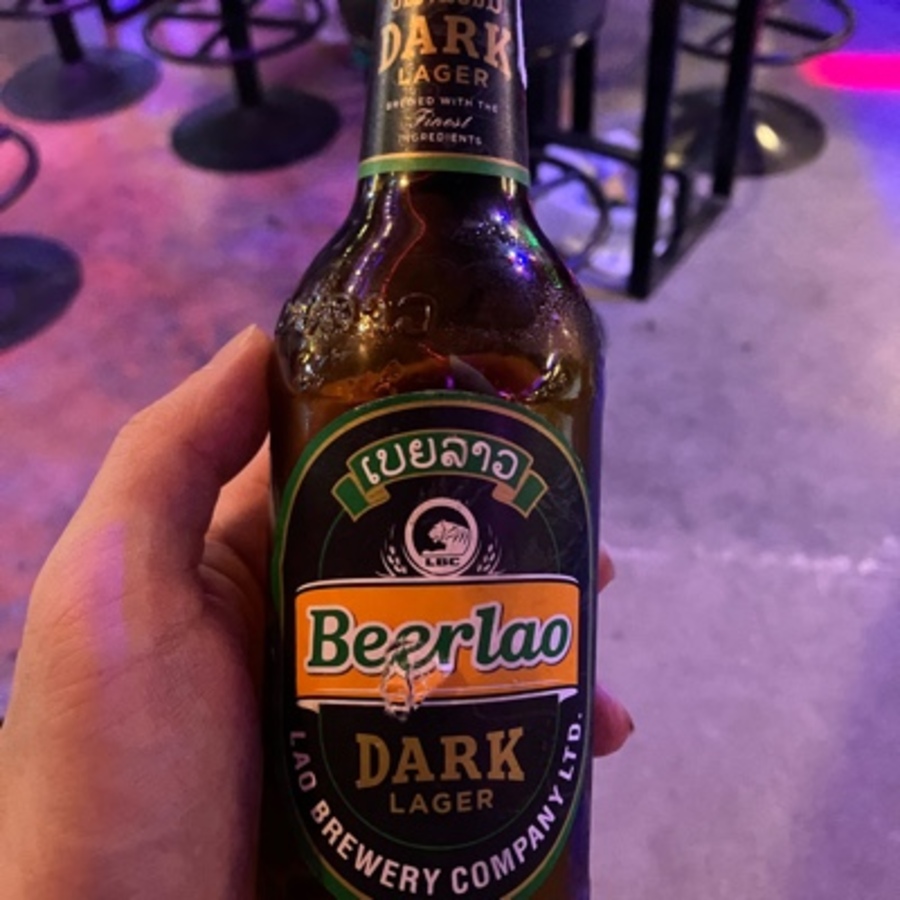 DARK
LAGER
BREWED WITH THE
Finest
INGREDIENTS
ເບຍລາວ
LBC
Beerlao
DARK
LAGER
LAO BREWERY COMPANY LTD.